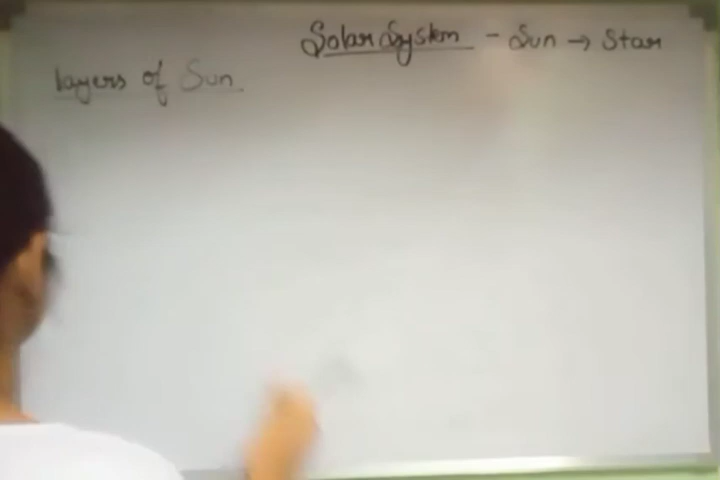 Solar System - Sun → Star
layers of Sun